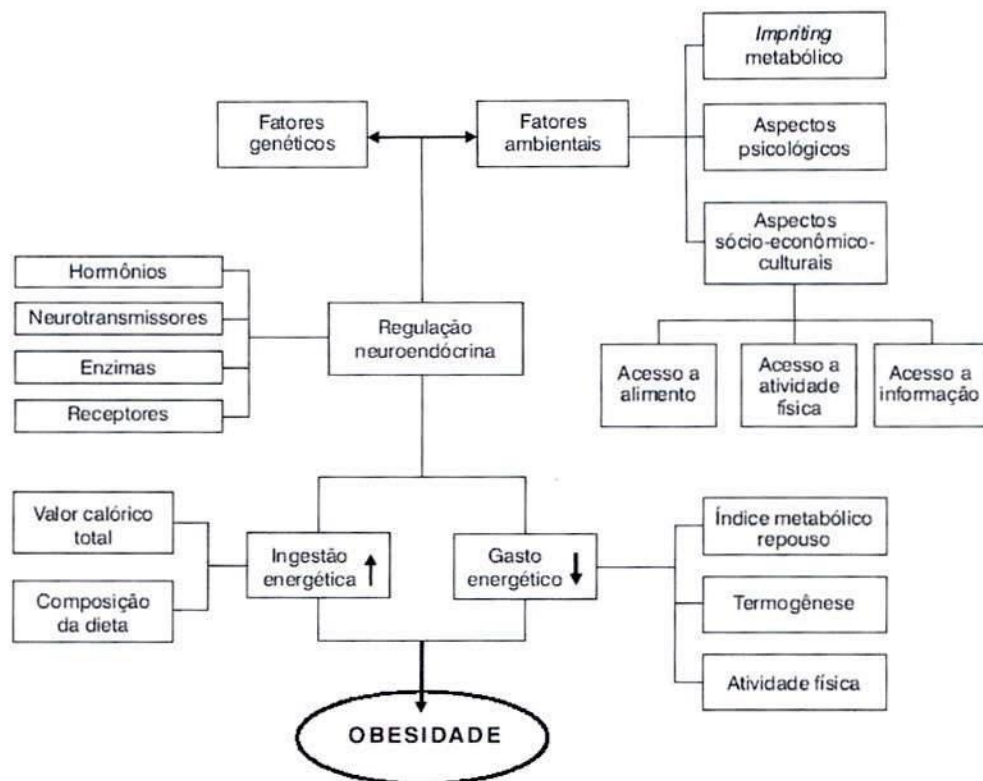 Impriting
metabólico
Fatores
genéticos
Fatores
ambientais
Aspectos
psicológicos
Aspectos
sócio-econômico-
culturais
Hormônios
Neurotransmissores
Enzimas
Receptores
Regulação
neuroendócrina
Acesso a
alimento
Acesso a
atividade
física
Acesso a
informação
Valor calórico
total
Composição
da dieta
Ingestão
energética
Gasto
energético
Índice metabólico
repouso
Termogênese
Atividade física
OBESIDADE